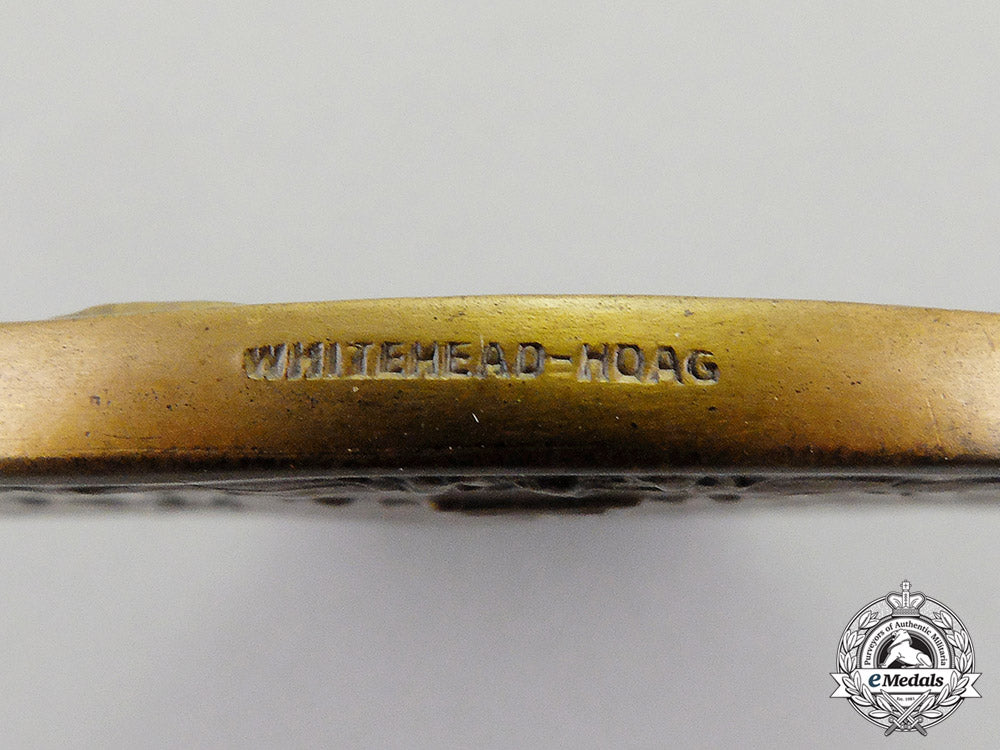 WHITEHEAD-HOAG
Purveyors of Authentic Militaria
eMedals